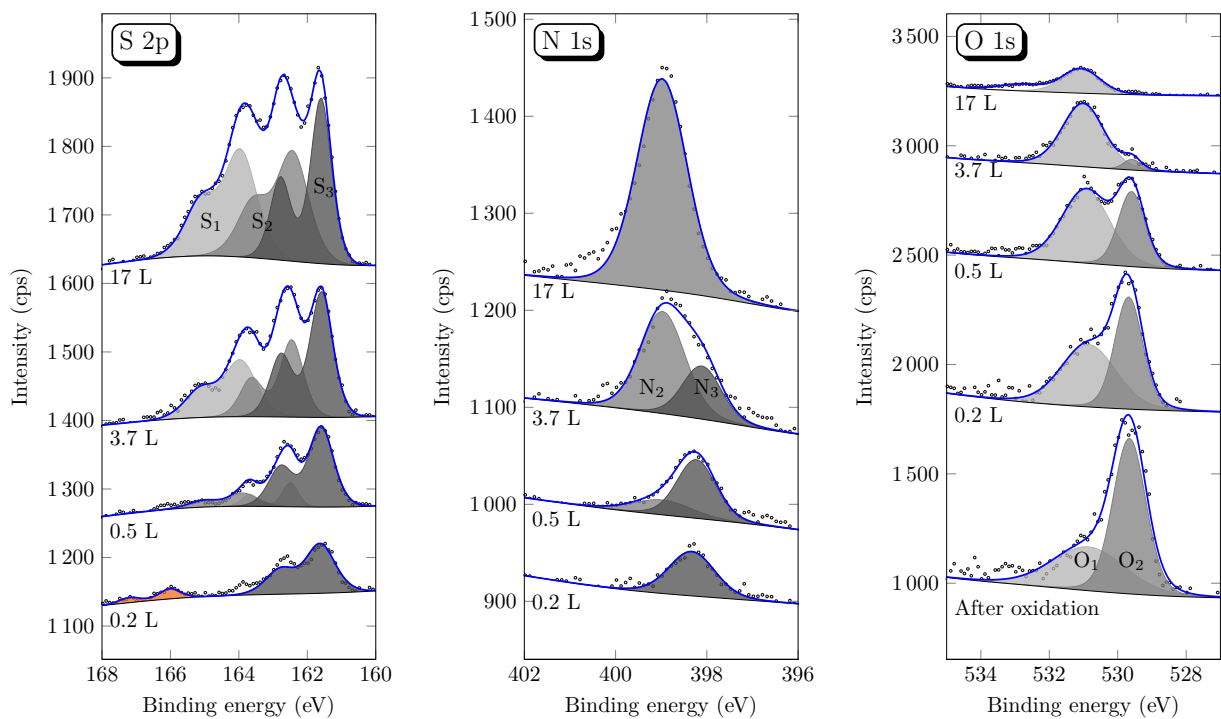 S 2p
Intensity (cps)
1 900
1 800
1 700
1 600
1 500
1 400
1 300
1 200
1 100
S₁
S₂
S₃
17 L
3.7 L
0.5 L
0.2 L
168
166
164
162
160
Binding energy (eV)
N 1s
Intensity (cps)
1 500
1 400
1 300
1 200
1 100
1 000
900
17 L
N₂
N₃
3.7 L
0.5 L
0.2 L
402
400
398
396
Binding energy (eV)
O 1s
Intensity (cps)
3 500
3 000
2 500
2 000
1 500
1 000
17 L
3.7 L
0.5 L
0.2 L
O₁
O₂
After oxidation
534
532
530
528
Binding energy (eV)